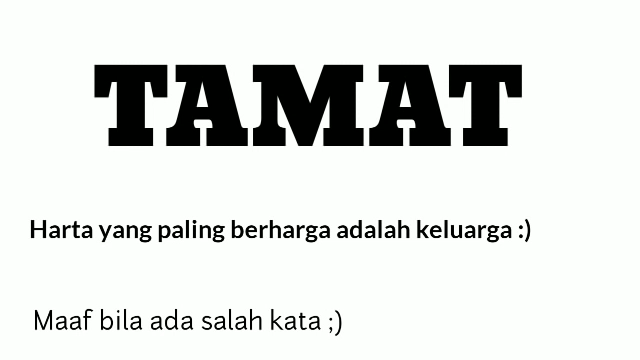 TAMAT
Harta yang paling berharga adalah keluarga :)
Maaf bila ada salah kata ;)